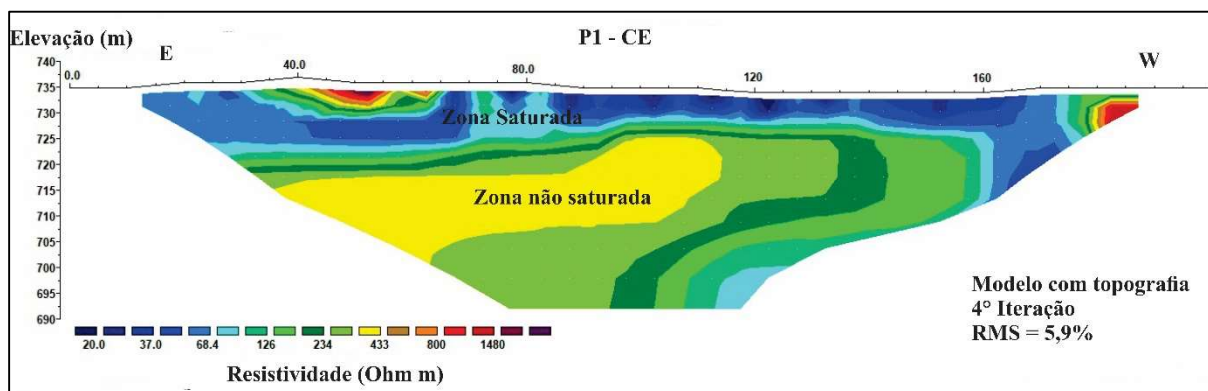 P1 - CE
Elevação (m)
E
W
740
735
730
725
720
715
710
705
700
695
690
0.0
40.0
80.0
120
160
Zona Saturada
Zona não saturada
Modelo com topografia
4° Iteração
RMS = 5,9%
20.0 37.0 68.4 126 234 433 800 1480
Resistividade (Ohm m)